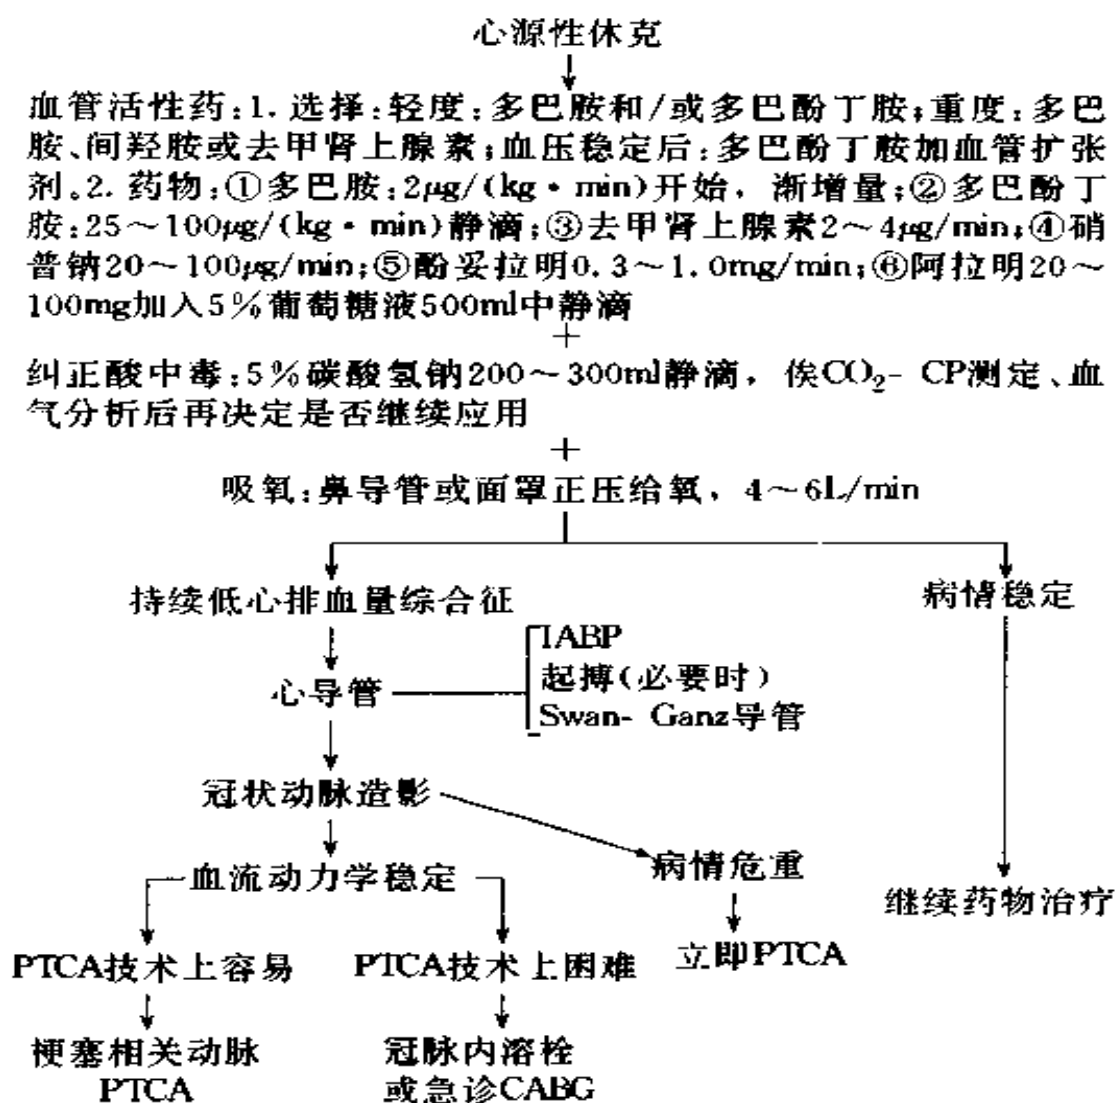 心源性休克
血管活性药:1. 选择:轻度:多巴胺和/或多巴酚丁胺;重度:多巴
胺、间羟胺或去甲肾上腺素;血压稳定后:多巴酚丁胺加血管扩张
剂。2. 药物:①多巴胺:2μg/(kg·min)开始, 渐增量;②多巴酚丁
胺:25~100μg/(kg·min)静滴;③去甲肾上腺素2~4μg/min;④硝
普钠20~100μg/min;⑤酚妥拉明0.3~1.0mg/min;⑥阿拉明20~
100mg加入5%葡萄糖液500ml中静滴
+
纠正酸中毒:5%碳酸氢钠200~300ml静滴, 俟CO₂- CP测定、血
气分析后再决定是否继续应用
+
吸氧:鼻导管或面罩正压给氧, 4~6L/min
持续低心排血量综合征
病情稳定
心导管
IABP
起搏(必要时)
Swan- Ganz导管
冠状动脉造影
血流动力学稳定
病情危重
继续药物治疗
PTCA技术上容易
PTCA技术上困难
立即PTCA
梗塞相关动脉
PTCA
冠脉内溶栓
或急诊CABG